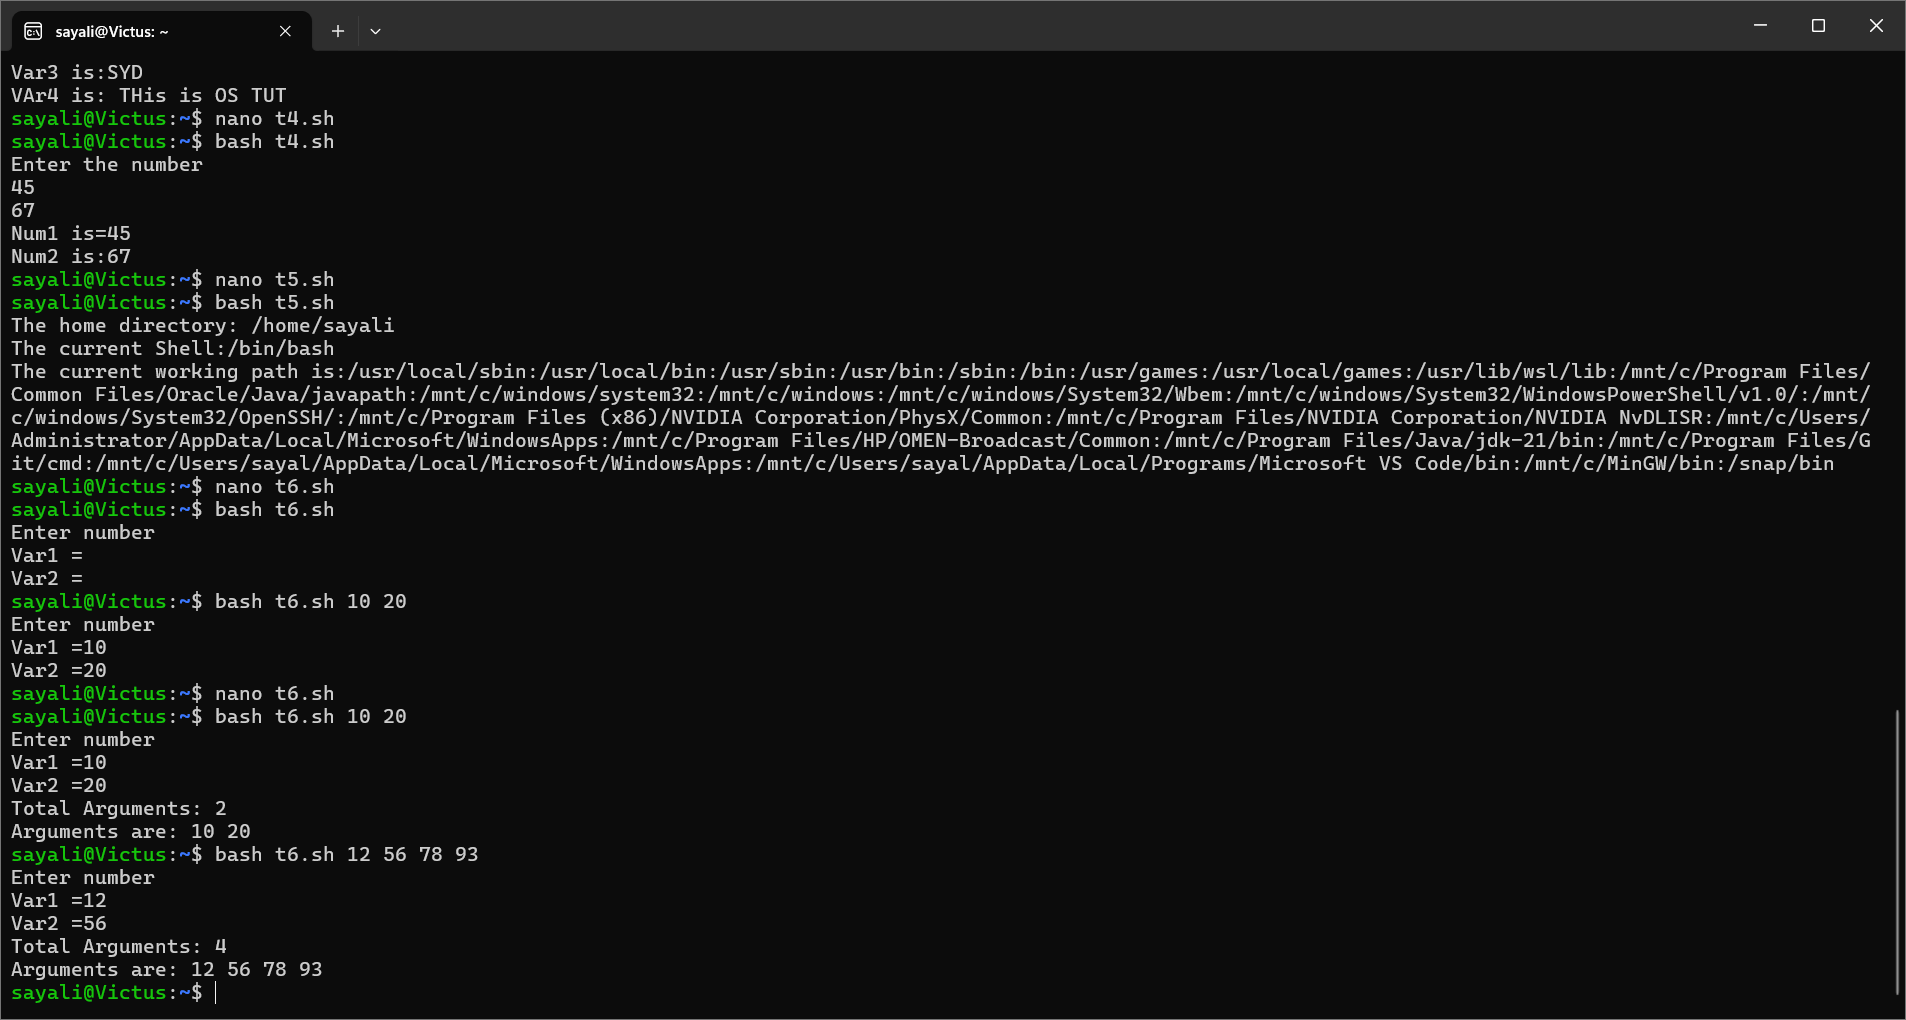 sayali@Victus: ~
Var3 is:SYD
VAr4 is: THis is OS TUT
sayali@Victus:~$ nano t4.sh
sayali@Victus:~$ bash t4.sh
Enter the number
45
67
Num1 is=45
Num2 is:67
sayali@Victus:~$ nano t5.sh
sayali@Victus:~$ bash t5.sh
The home directory: /home/sayali
The current Shell:/bin/bash
The current working path is:/usr/local/sbin:/usr/local/bin:/usr/sbin:/usr/bin:/sbin:/bin:/usr/games:/usr/local/games:/usr/lib/wsl/lib:/mnt/c/Program Files/
Common Files/Oracle/Java/javapath:/mnt/c/windows/system32:/mnt/c/windows:/mnt/c/windows/System32/Wbem:/mnt/c/windows/System32/WindowsPowerShell/v1.0/:/mnt/
c/windows/System32/OpenSSH/:/mnt/c/Program Files (x86)/NVIDIA Corporation/PhysX/Common:/mnt/c/Program Files/NVIDIA Corporation/NVIDIA NvDLISR:/mnt/c/Users/
Administrator/AppData/Local/Microsoft/WindowsApps:/mnt/c/Program Files/HP/OMEN-Broadcast/Common:/mnt/c/Program Files/Java/jdk-21/bin:/mnt/c/Program Files/G
it/cmd:/mnt/c/Users/sayal/AppData/Local/Microsoft/WindowsApps:/mnt/c/Users/sayal/AppData/Local/Programs/Microsoft VS Code/bin:/mnt/c/MinGW/bin:/snap/bin
sayali@Victus:~$ nano t6.sh
sayali@Victus:~$ bash t6.sh
Enter number
Var1 =
Var2 =
sayali@Victus:~$ bash t6.sh 10 20
Enter number
Var1 =10
Var2 =20
sayali@Victus:~$ nano t6.sh
sayali@Victus:~$ bash t6.sh 10 20
Enter number
Var1 =10
Var2 =20
Total Arguments: 2
Arguments are: 10 20
sayali@Victus:~$ bash t6.sh 12 56 78 93
Enter number
Var1 =12
Var2 =56
Total Arguments: 4
Arguments are: 12 56 78 93
sayali@Victus:~$